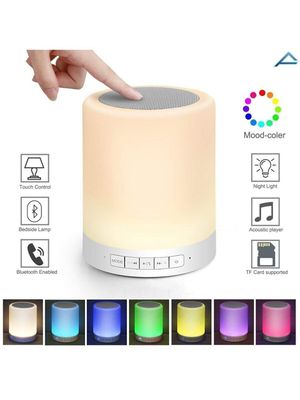 Mood-coler
Touch Control
Night Light
Bedside Lamp
Acoustic player
Bluetooth Enabled
TF Card supported
MODE